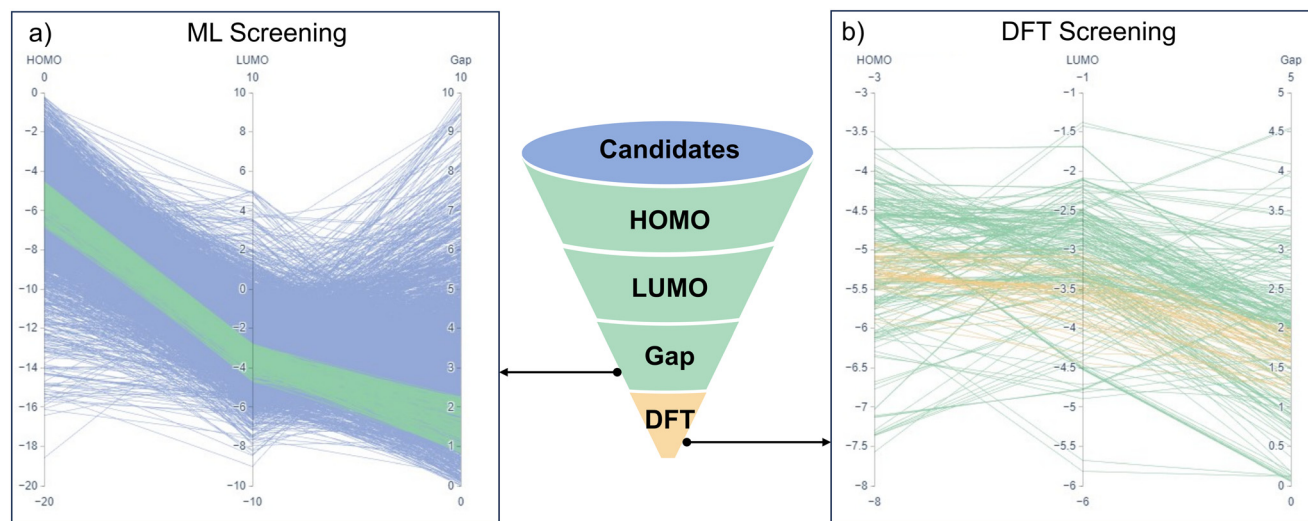 a) ML Screening
HOMO LUMO Gap
0 10 10
0 10 10
−2 8 9
−4 6 8
−6 4 7
−8 2 6
−10 0 5
−12 −2 4
−14 −4 3
−16 −6 2
−18 −8 1
−20 −10 0
−20 −10 0
Candidates
HOMO
LUMO
Gap
DFT
b) DFT Screening
HOMO LUMO Gap
−3 −1 5
−3 −1 5
−3.5 −1.5 4.5
−4 −2 4
−4.5 −2.5 3.5
−5 −3 3
−5.5 −3.5 2.5
−6 −4 2
−6.5 −4.5 1.5
−7 −5 1
−7.5 −5.5 0.5
−8 −6 0
−8 −6 0